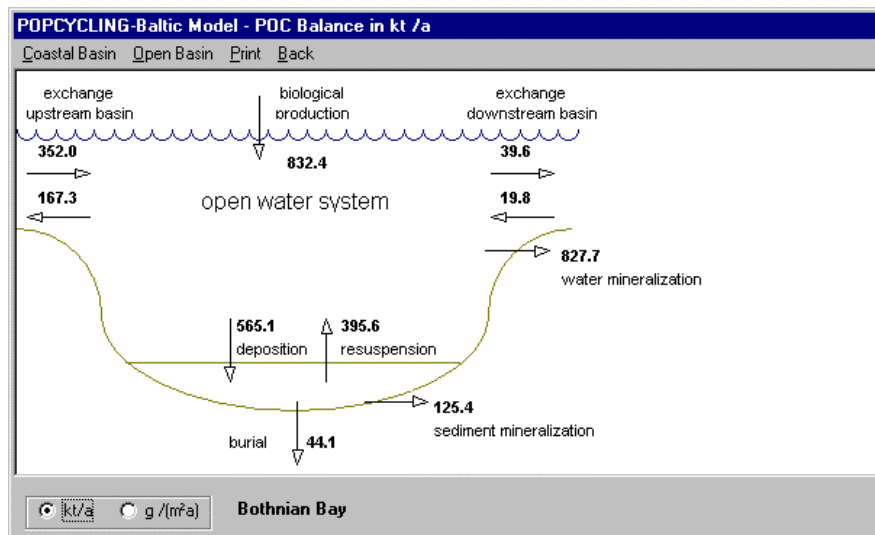 POPCYCLING-Baltic Model - POC Balance in kt /a
Coastal Basin Open Basin Print Back
exchange
upstream basin
biological
production
exchange
downstream basin
352.0
832.4
39.6
167.3
open water system
19.8
827.7
water mineralization
565.1
deposition
395.6
resuspension
125.4
sediment mineralization
burial
44.1
kt/a
g /(m²a)
Bothnian Bay